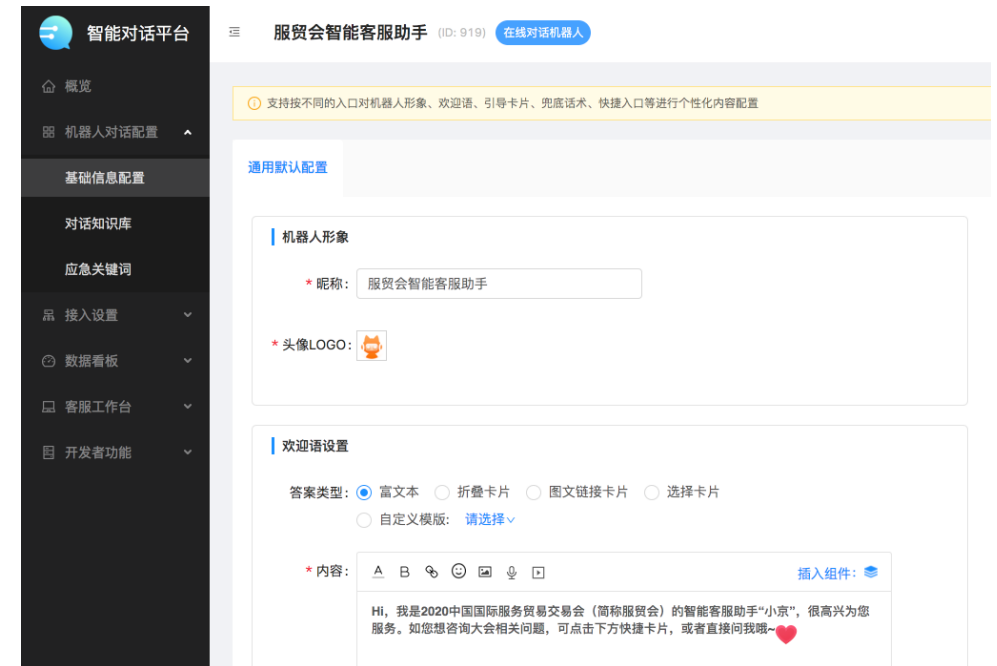 智能对话平台
服贸会智能客服助手 (ID: 919) 在线对话机器人
概览
机器人对话配置
基础信息配置
对话知识库
应急关键词
接入设置
数据看板
客服工作台
开发者功能
支持按不同的入口对机器人形象、欢迎语、引导卡片、兜底话术、快捷入口等进行个性化内容配置
通用默认配置
机器人形象
* 昵称: 服贸会智能客服助手
* 头像LOGO:
欢迎语设置
答案类型: 富文本 折叠卡片 图文链接卡片 选择卡片
自定义模版: 请选择
* 内容: A B 插入组件:
Hi，我是2020中国国际服务贸易交易会（简称服贸会）的智能客服助手“小京”，很高兴为您
服务。如您想咨询大会相关问题，可点击下方快捷卡片，或者直接问我哦~